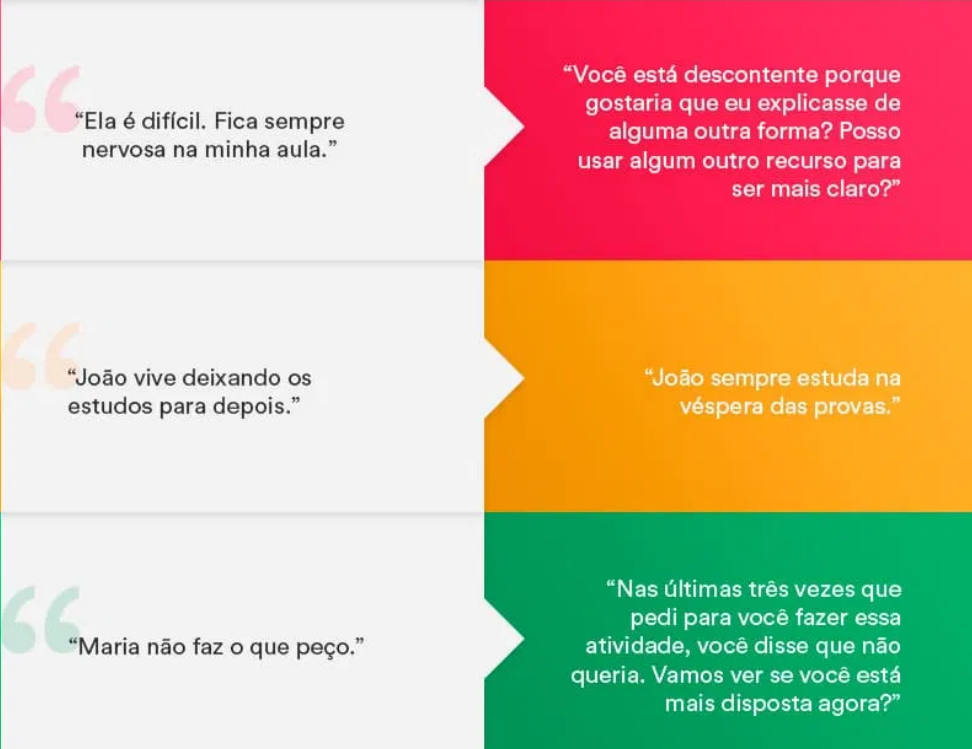 “Ela é difícil. Fica sempre
nervosa na minha aula.”
“Você está descontente porque
gostaria que eu explicasse de
alguma outra forma? Posso
usar algum outro recurso para
ser mais claro?”
“João vive deixando os
estudos para depois.”
“João sempre estuda na
véspera das provas.”
“Maria não faz o que peço.”
“Nas últimas três vezes que
pedi para você fazer essa
atividade, você disse que não
queria. Vamos ver se você está
mais disposta agora?”